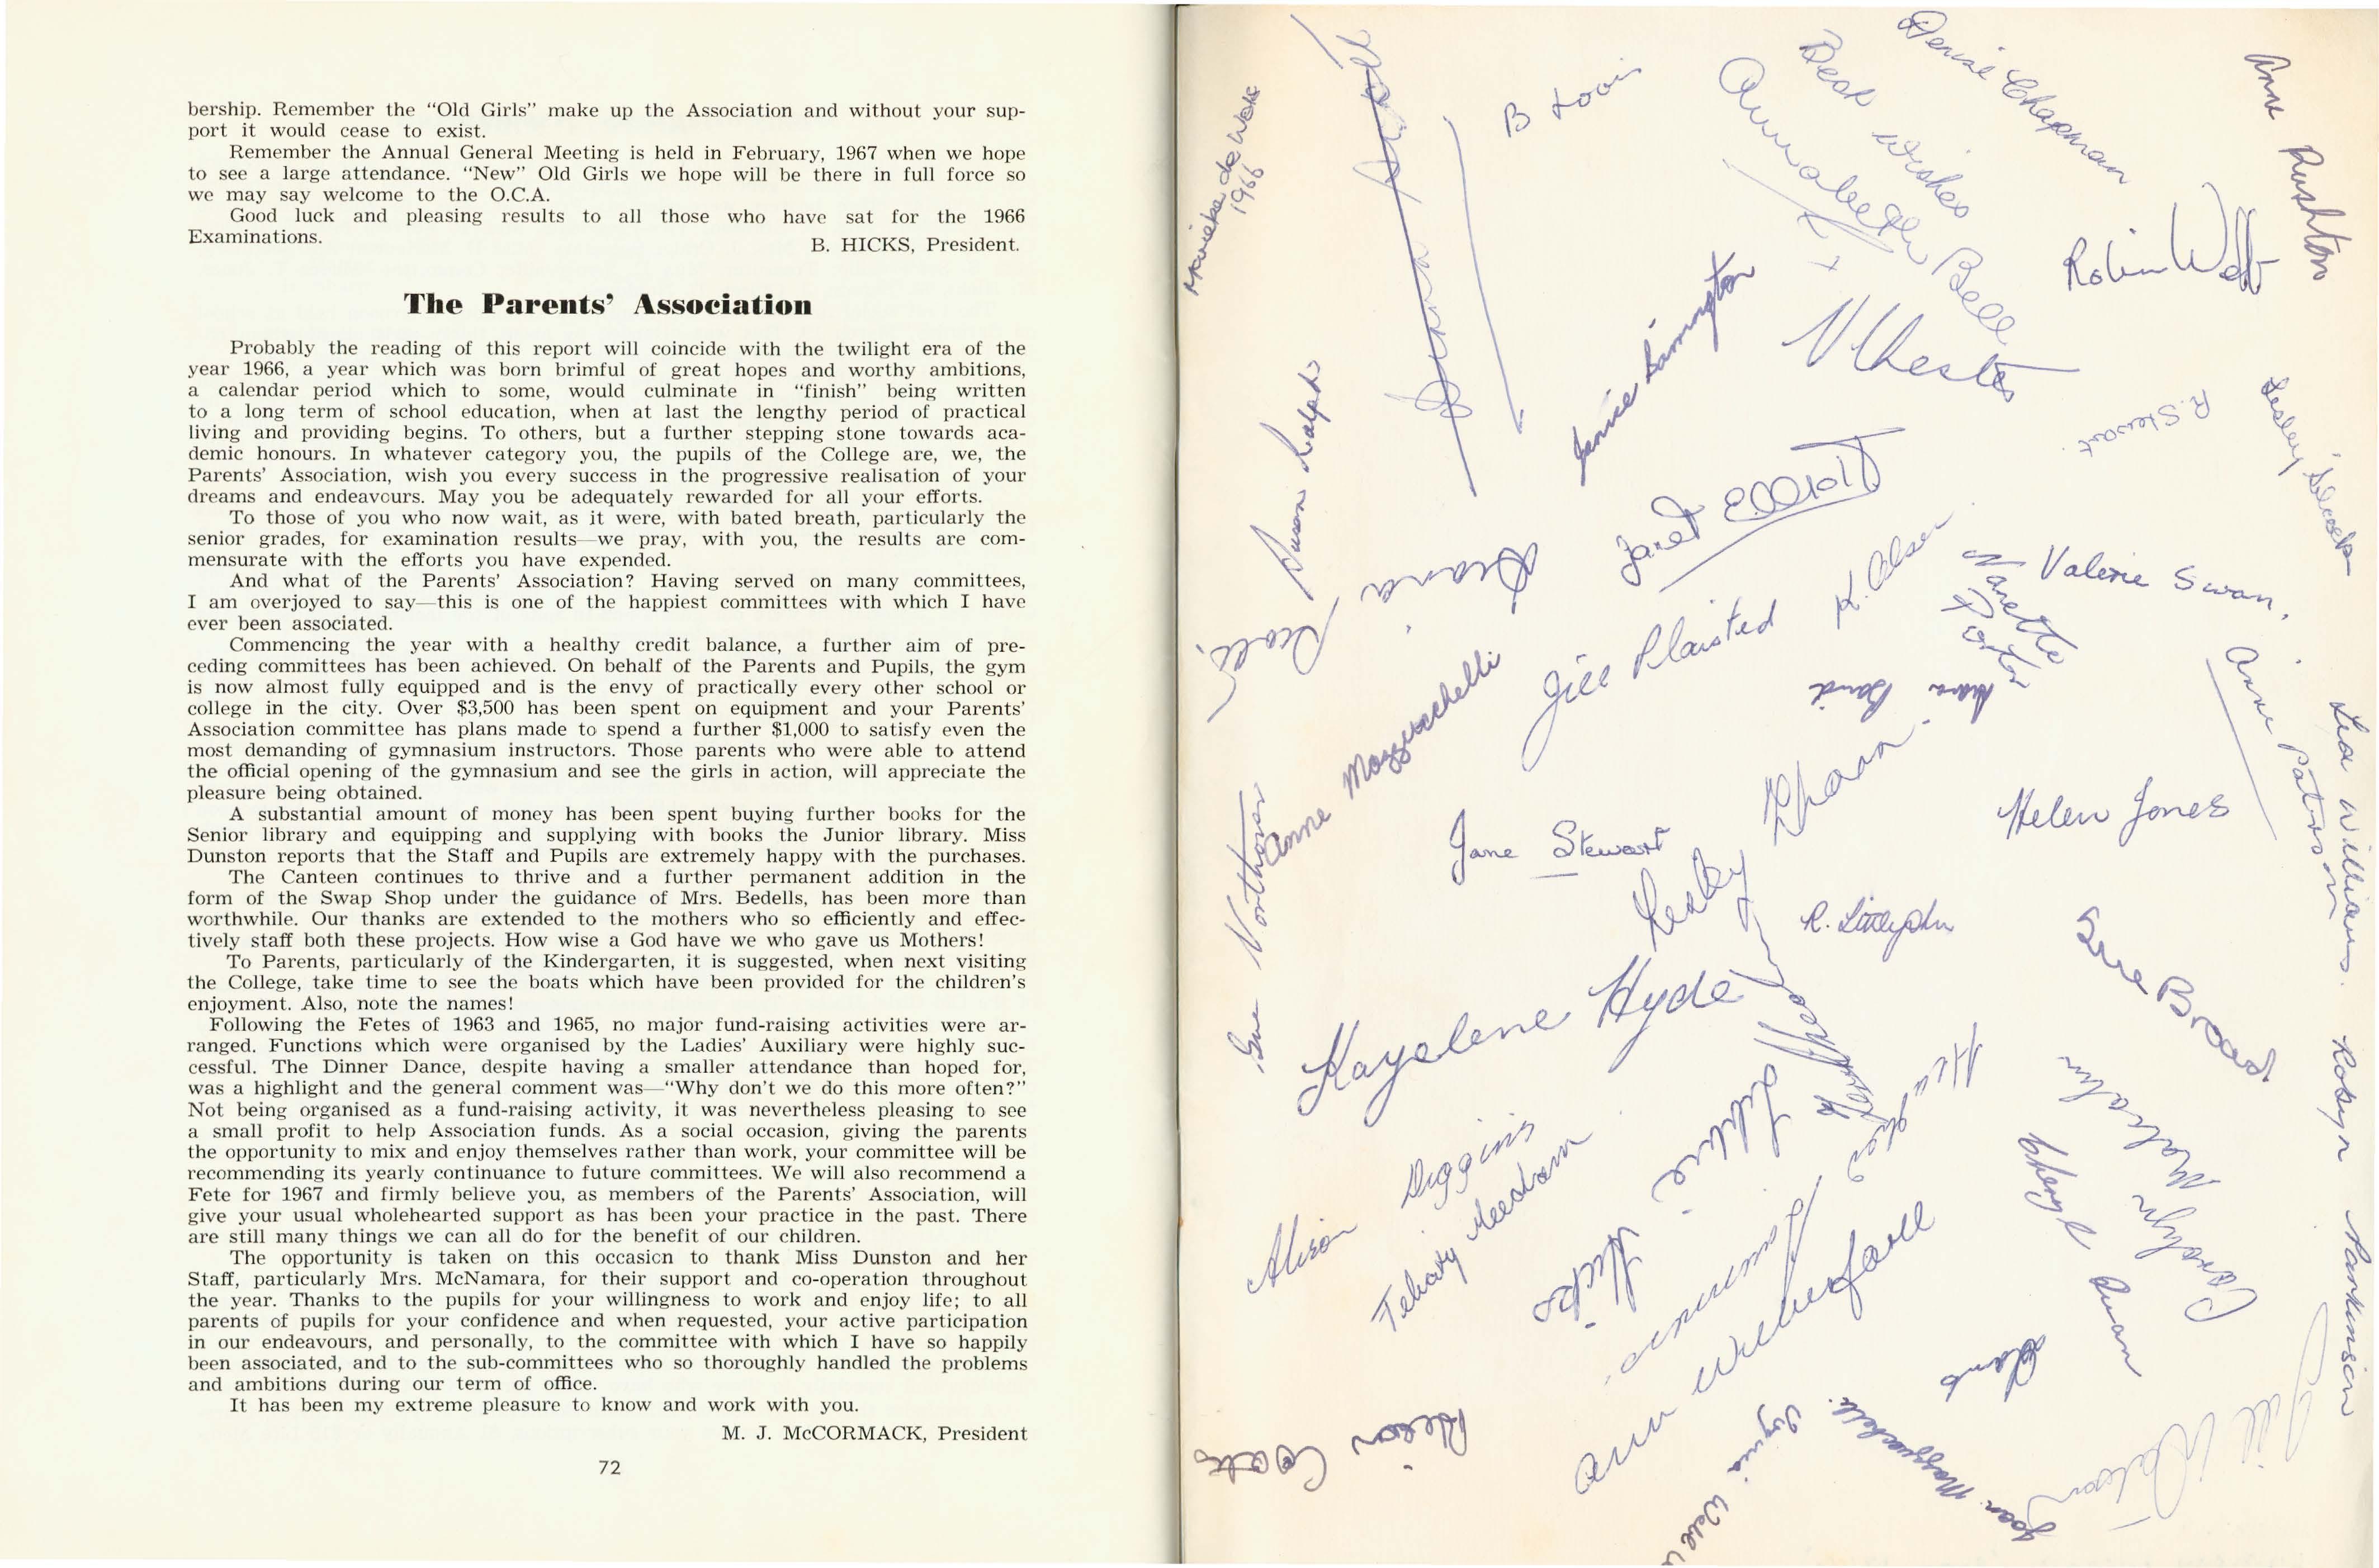 bership. Remember the “Old Girls” make up the Association and without your sup-
port it would cease to exist.
Remember the Annual General Meeting is held in February, 1967 when we hope
to see a large attendance. “New” Old Girls we hope will be there in full force so
we may say welcome to the O.C.A.
Good luck and pleasing results to all those who have sat for the 1966
Examinations.
B. HICKS, President.
The Parents’ Association
Probably the reading of this report will coincide with the twilight era of the
year 1966, a year which was born brimful of great hopes and worthy ambitions,
a calendar period which to some, would culminate in “finish” being written
to a long term of school education, when at last the lengthy period of practical
living and providing begins. To others, but a further stepping stone towards aca-
demic honours. In whatever category you, the pupils of the College are, we, the
Parents’ Association, wish you every success in the progressive realisation of your
dreams and endeavours. May you be adequately rewarded for all your efforts.
To those of you who now wait, as it were, with bated breath, particularly the
senior grades, for examination results—we pray, with you, the results are com-
mensurate with the efforts you have expended.
And what of the Parents’ Association? Having served on many committees,
I am overjoyed to say—this is one of the happiest committees with which I have
ever been associated.
Commencing the year with a healthy credit balance, a further aim of pre-
ceding committees has been achieved. On behalf of the Parents and Pupils, the gym
is now almost fully equipped and is the envy of practically every other school or
college in the city. Over $3,500 has been spent on equipment and your Parents’
Association committee has plans made to spend a further $1,000 to satisfy even the
most demanding of gymnasium instructors. Those parents who were able to attend
the official opening of the gymnasium and see the girls in action, will appreciate the
pleasure being obtained.
A substantial amount of money has been spent buying further books for the
Senior library and equipping and supplying with books the Junior library. Miss
Dunston reports that the Staff and Pupils are extremely happy with the purchases.
The Canteen continues to thrive and a further permanent addition in the
form of the Swap Shop under the guidance of Mrs. Bedells, has been more than
worthwhile. Our thanks are extended to the mothers who so efficiently and effec-
tively staff both these projects. How wise a God have we who gave us Mothers!
To Parents, particularly of the Kindergarten, it is suggested, when next visiting
the College, take time to see the boats which have been provided for the children’s
enjoyment. Also, note the names!
Following the Fetes of 1963 and 1965, no major fund-raising activities were ar-
ranged. Functions which were organised by the Ladies’ Auxiliary were highly suc-
cessful. The Dinner Dance, despite having a smaller attendance than hoped for,
was a highlight and the general comment was—“Why don’t we do this more often?”
Not being organised as a fund-raising activity, it was nevertheless pleasing to see
a small profit to help Association funds. As a social occasion, giving the parents
the opportunity to mix and enjoy themselves rather than work, your committee will be
recommending its yearly continuance to future committees. We will also recommend a
Fete for 1967 and firmly believe you, as members of the Parents’ Association, will
give your usual wholehearted support as has been your practice in the past. There
are still many things we can all do for the benefit of our children.
The opportunity is taken on this occasion to thank Miss Dunston and her
Staff, particularly Mrs. McNamara, for their support and co-operation throughout
the year. Thanks to the pupils for your willingness to work and enjoy life; to all
parents of pupils for your confidence and when requested, your active participation
in our endeavours, and personally, to the committee with which I have so happily
been associated, and to the sub-committees who so thoroughly handled the problems
and ambitions during our term of office.
It has been my extreme pleasure to know and work with you.
M. J. McCORMACK, President
72
1966
Denise Chapman
Best wishes
Annabeth Bell
Anne Rushton
Robin
Janice Barrington
R. Stewart
Lesley
Janet Elliott
Susan Ralphs
Diana
K. Olsen
Valerie Swan
Nanette
Porter
Jill Plaisted
Anne Mazzucchelli
Anne Paterson
Lea Williams
Helen Jones
Jane Stewart
Sue
Lesley
Sue Broad
Kayelene Hyde
Robyn Parkinson
Carolyn Malcolm
Alison Diggins
Julie Hicks
Cheryl Swan
Ann Wilberforce
Joan Mazzucchelli
Jill Watson
Alison Coate